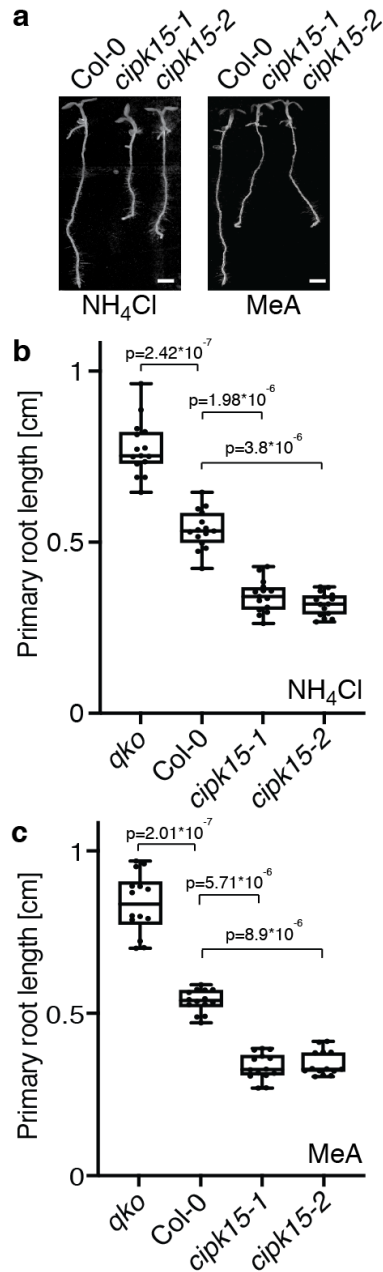 a
Col-0 cipk15-1 cipk15-2 Col-0 cipk15-1 cipk15-2
NH₄Cl MeA
b
Primary root length [cm]
1
0.5
0
p=2.42*10⁻⁷
p=1.98*10⁻⁶
p=3.8*10⁻⁶
NH₄Cl
qko Col-0 cipk15-1 cipk15-2
c
Primary root length [cm]
1
0.5
0
p=2.01*10⁻⁷
p=5.71*10⁻⁶
p=8.9*10⁻⁶
MeA
qko Col-0 cipk15-1 cipk15-2